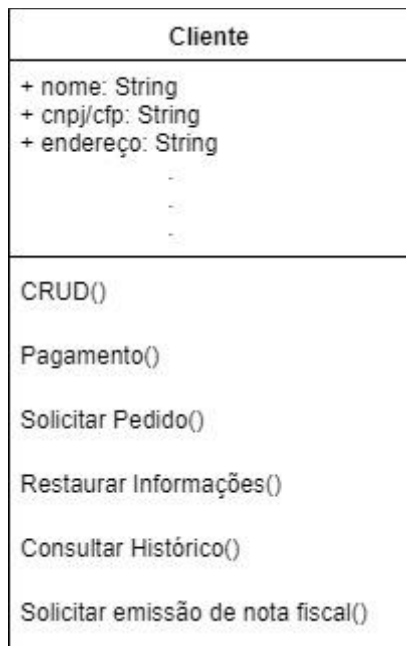 Cliente
+ nome: String
+ cnpj/cfp: String
+ endereço: String
.
.
.
CRUD()
Pagamento()
Solicitar Pedido()
Restaurar Informações()
Consultar Histórico()
Solicitar emissão de nota fiscal()